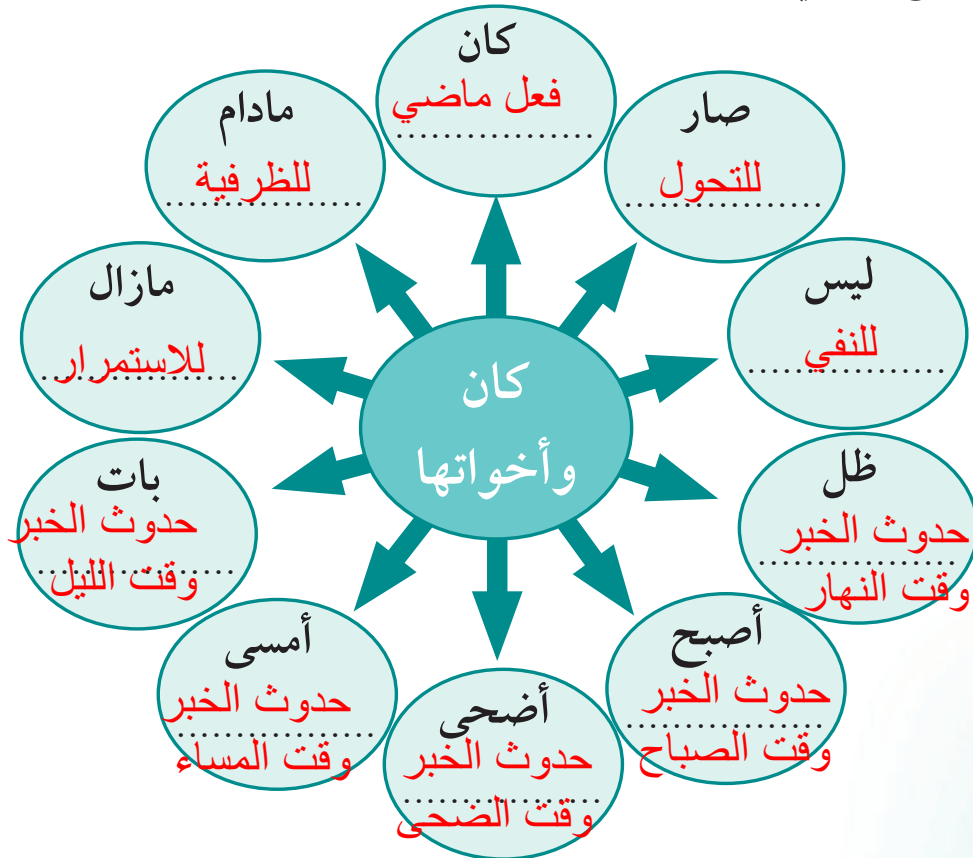 كان
وأخواتها
كان
فعل ماضي
صار
للتحول
ليس
للنفي
ظل
حدوث الخبر
وقت النهار
أصبح
حدوث الخبر
وقت الصباح
أضحى
حدوث الخبر
وقت الضحى
أمسى
حدوث الخبر
وقت المساء
بات
حدوث الخبر
وقت الليل
مازال
للاستمرار
مادام
للظرفية